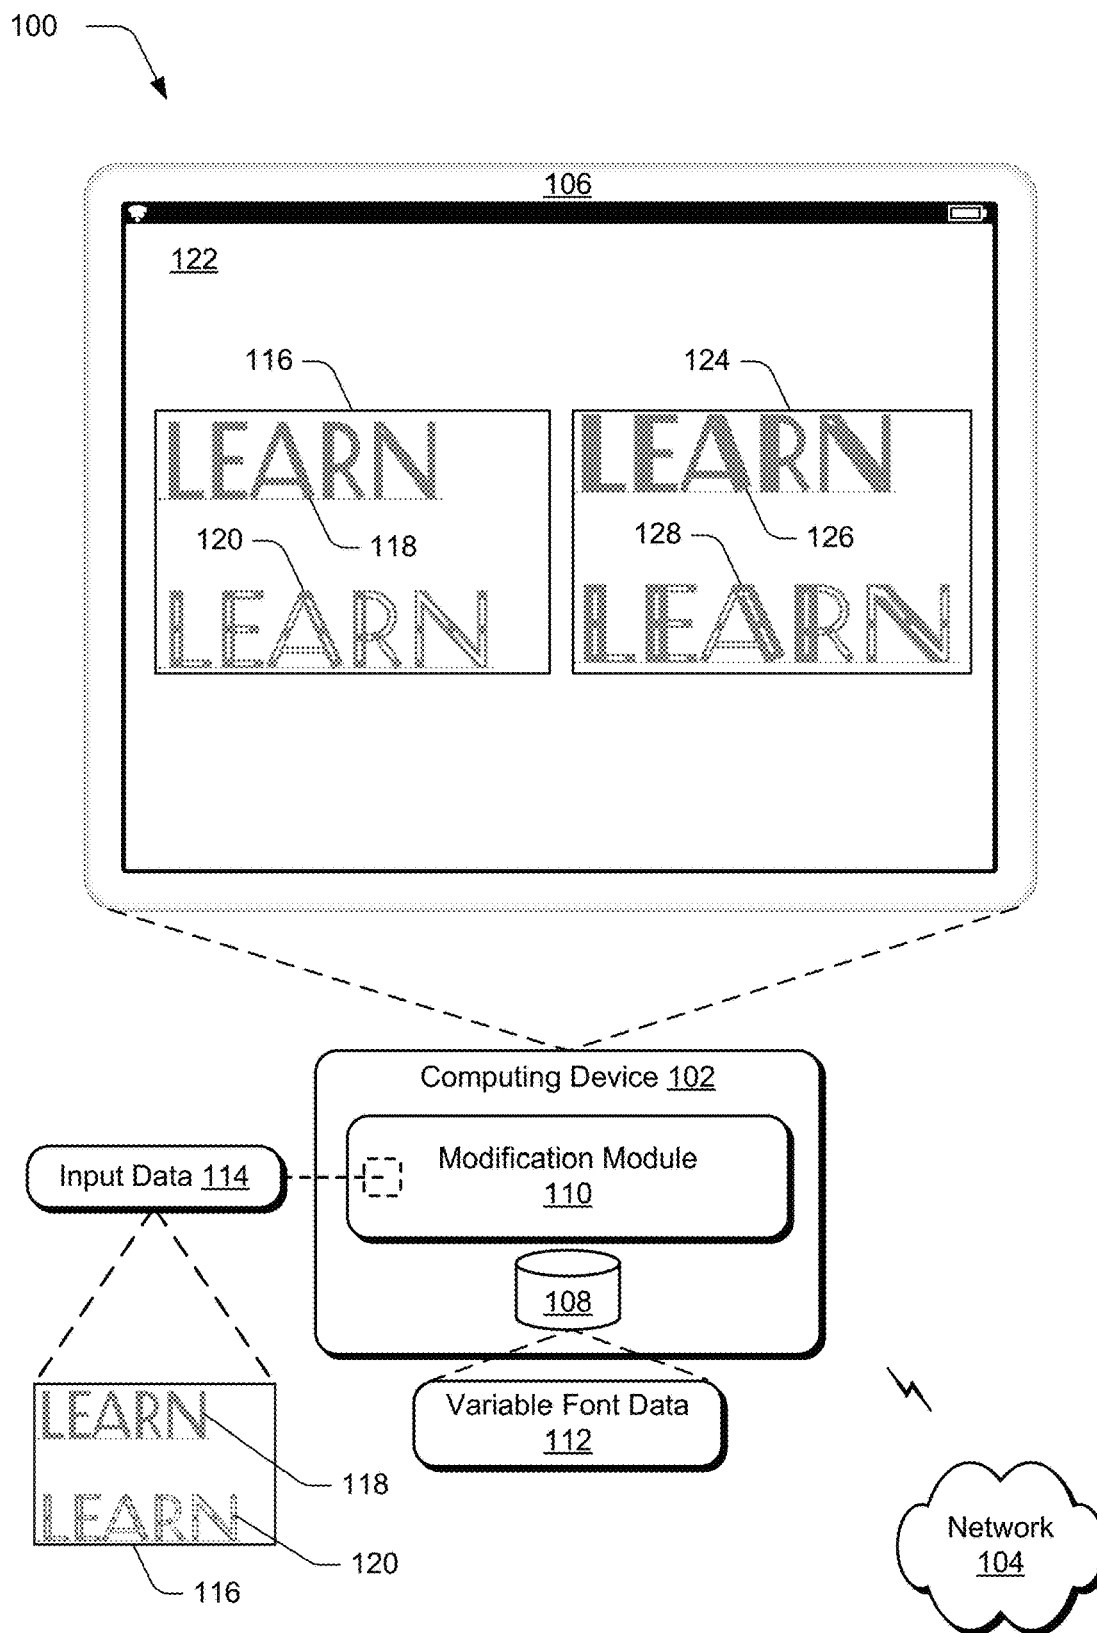 100
106
122
116
124
LEARN
LEARN
120
118
128
126
LEARN
LEARN
Computing Device 102
Modification Module
110
Input Data 114
108
Variable Font Data
112
LEARN
118
LEARN
120
116
Network
104